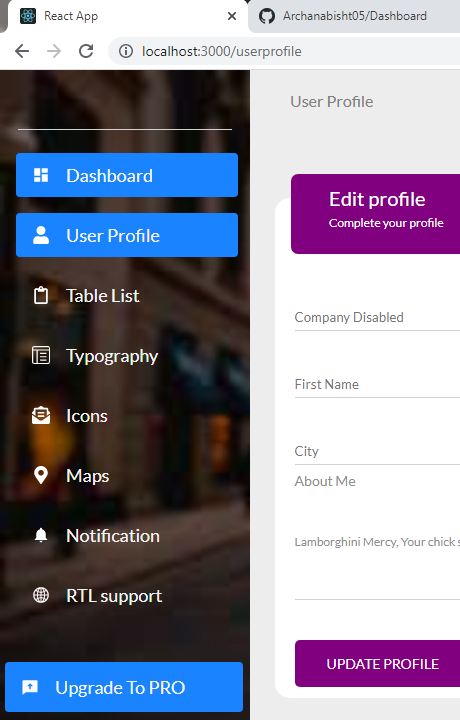 React App
Archanabisht05/Dashboard
localhost:3000/userprofile
User Profile
Dashboard
User Profile
Table List
Typography
Icons
Maps
Notification
RTL support
Upgrade To PRO
Edit profile
Complete your profile
Company Disabled
First Name
City
About Me
Lamborghini Mercy, Your chick
UPDATE PROFILE